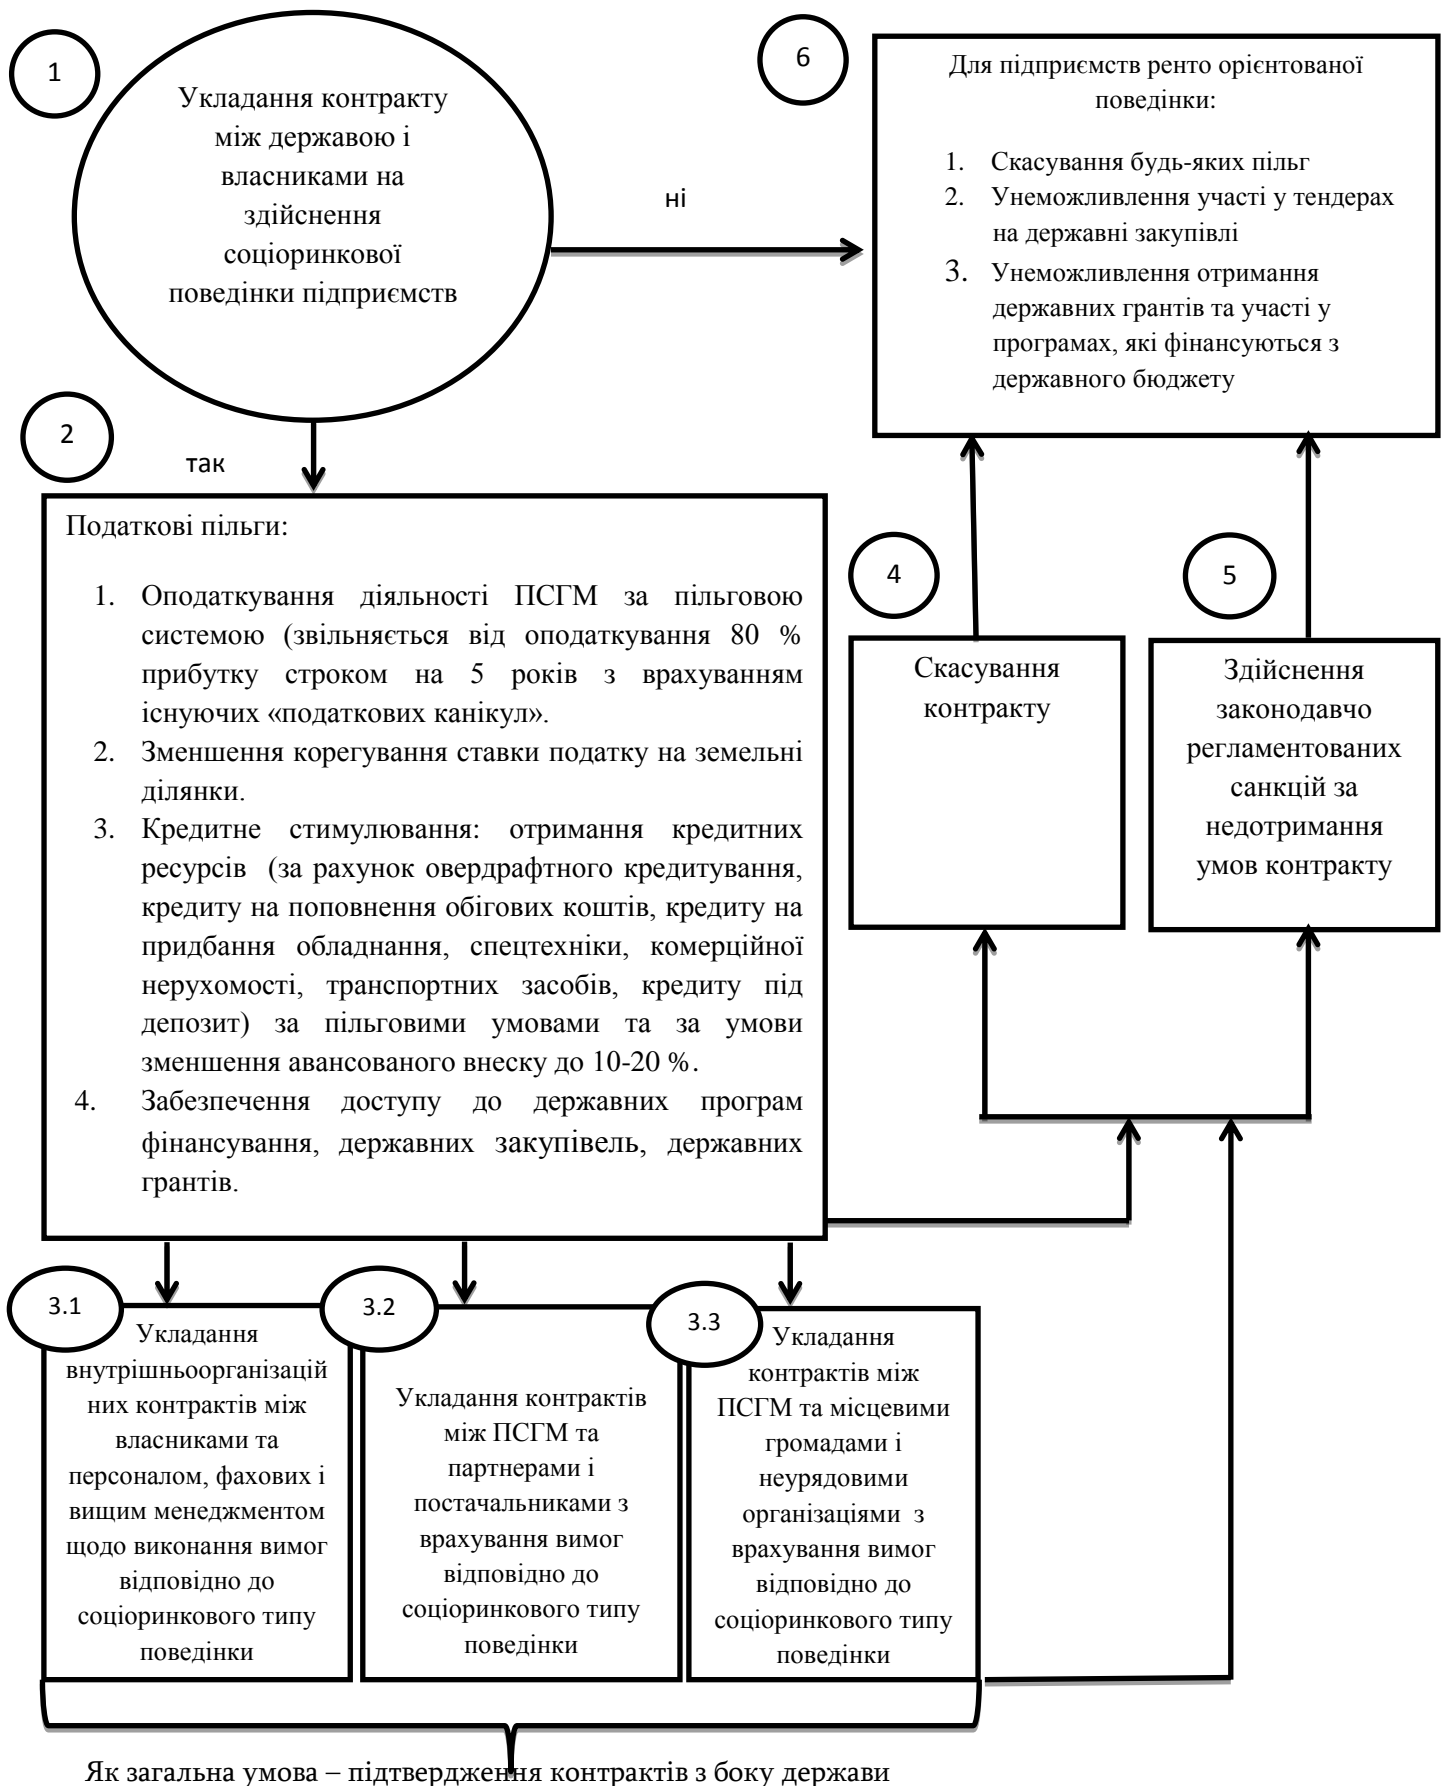 1
Укладання контракту
між державою і
власниками на
здійснення
соціоринкової
поведінки підприємств
ні
6
Для підприємств ренто орієнтованої
поведінки:
1. Скасування будь-яких пільг
2. Унеможливлення участі у тендерах
на державні закупівлі
3. Унеможливлення отримання
державних грантів та участі у
програмах, які фінансуються з
державного бюджету
2
так
Податкові пільги:
1. Оподаткування діяльності ПСГМ за пільговою
системою (звільняється від оподаткування 80 %
прибутку строком на 5 років з врахуванням
існуючих «податкових канікул».
2. Зменшення корегування ставки податку на земельні
ділянки.
3. Кредитне стимулювання: отримання кредитних
ресурсів (за рахунок овердрафтного кредитування,
кредиту на поповнення обігових коштів, кредиту на
придбання обладнання, спецтехніки, комерційної
нерухомості, транспортних засобів, кредиту під
депозит) за пільговими умовами та за умови
зменшення авансованого внеску до 10-20 %.
4. Забезпечення доступу до державних програм
фінансування, державних закупівель, державних
грантів.
4
Скасування
контракту
5
Здійснення
законодавчо
регламентованих
санкцій за
недотримання
умов контракту
3.1
Укладання
внутрішньоорганізацій
них контрактів між
власниками та
персоналом, фахових і
вищим менеджментом
щодо виконання вимог
відповідно до
соціоринкового типу
поведінки
3.2
Укладання контрактів
між ПСГМ та
партнерами і
постачальниками з
врахування вимог
відповідно до
соціоринкового типу
поведінки
3.3
Укладання
контрактів між
ПСГМ та місцевими
громадами і
неурядовими
організаціями з
врахування вимог
відповідно до
соціоринкового типу
поведінки
Як загальна умова – підтвердження контрактів з боку держави